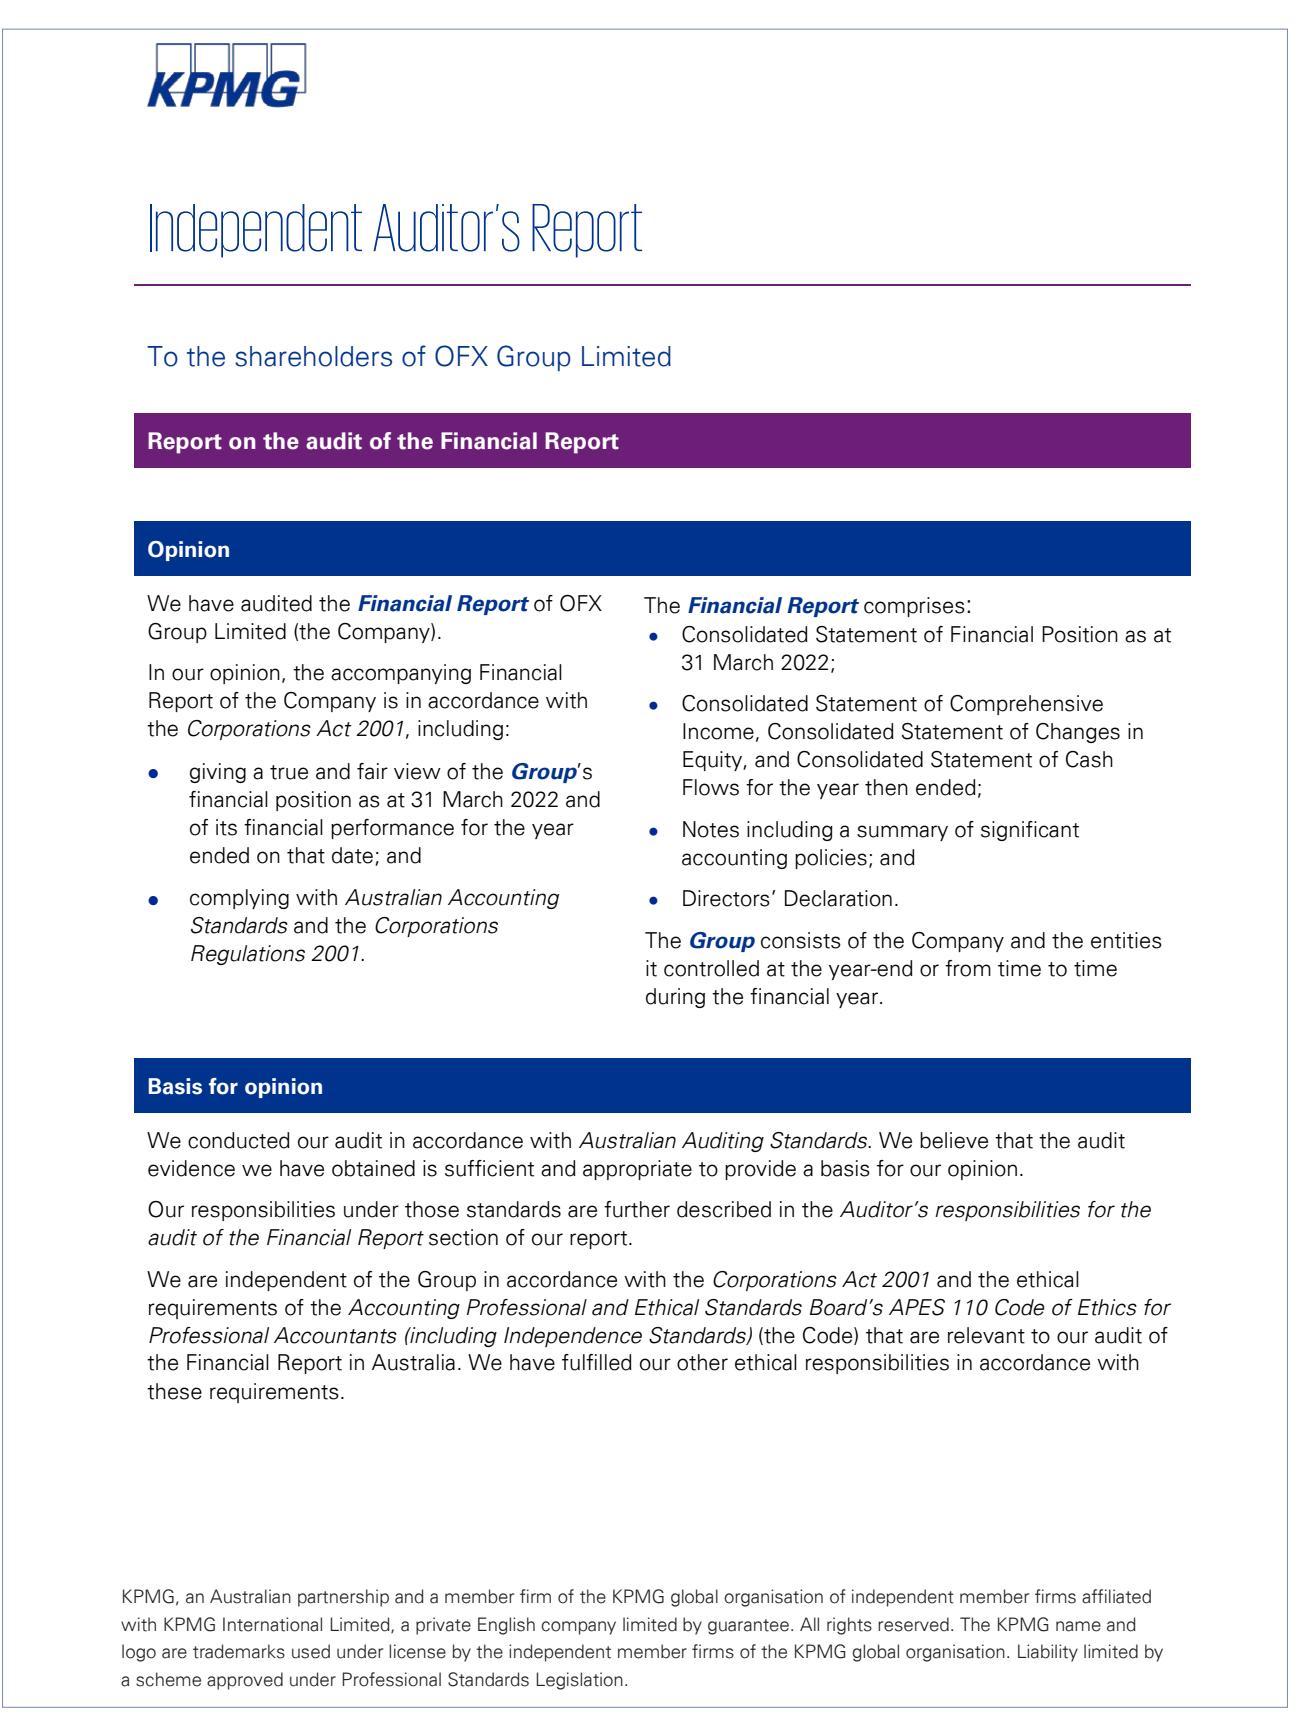 KPMG
Independent Auditor's Report
To the shareholders of OFX Group Limited
Report on the audit of the Financial Report
Opinion
We have audited the Financial Report of OFX
Group Limited (the Company).
In our opinion, the accompanying Financial
Report of the Company is in accordance with
the Corporations Act 2001, including:
• giving a true and fair view of the Group's
financial position as at 31 March 2022 and
of its financial performance for the year
ended on that date; and
• complying with Australian Accounting
Standards and the Corporations
Regulations 2001.
The Financial Report comprises:
• Consolidated Statement of Financial Position as at
31 March 2022;
• Consolidated Statement of Comprehensive
Income, Consolidated Statement of Changes in
Equity, and Consolidated Statement of Cash
Flows for the year then ended;
• Notes including a summary of significant
accounting policies; and
• Directors' Declaration.
The Group consists of the Company and the entities
it controlled at the year-end or from time to time
during the financial year.
Basis for opinion
We conducted our audit in accordance with Australian Auditing Standards. We believe that the audit
evidence we have obtained is sufficient and appropriate to provide a basis for our opinion.
Our responsibilities under those standards are further described in the Auditor's responsibilities for the
audit of the Financial Report section of our report.
We are independent of the Group in accordance with the Corporations Act 2001 and the ethical
requirements of the Accounting Professional and Ethical Standards Board's APES 110 Code of Ethics for
Professional Accountants (including Independence Standards) (the Code) that are relevant to our audit of
the Financial Report in Australia. We have fulfilled our other ethical responsibilities in accordance with
these requirements.
KPMG, an Australian partnership and a member firm of the KPMG global organisation of independent member firms affiliated
with KPMG International Limited, a private English company limited by guarantee. All rights reserved. The KPMG name and
logo are trademarks used under license by the independent member firms of the KPMG global organisation. Liability limited by
a scheme approved under Professional Standards Legislation.